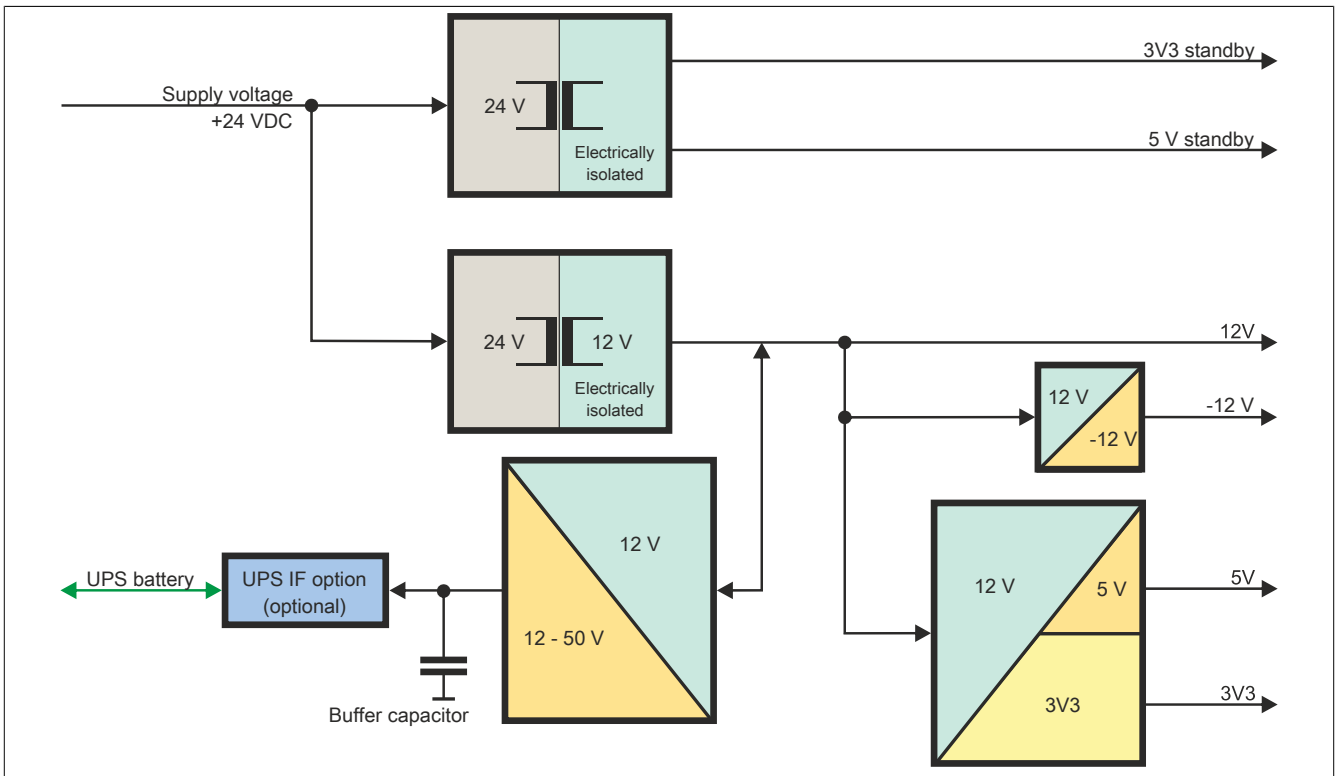 3V3 standby
Supply voltage
+24 VDC
24 V
5 V standby
Electrically
isolated
24 V
12 V
Electrically
isolated
12V
12 V
-12 V
-12 V
12 V
12 - 50 V
UPS battery
UPS IF option
(optional)
Buffer capacitor
12 V
5 V
5V
3V3
3V3